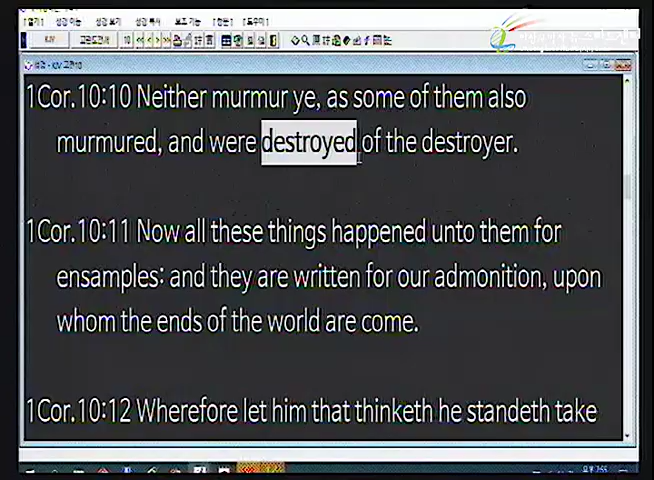 KJV
10
1Cor.10:10 Neither murmur ye, as some of them also
murmured, and were destroyed of the destroyer.
1Cor.10:11 Now all these things happened unto them for
ensamples: and they are written for our admonition, upon
whom the ends of the world are come.
1Cor.10:12 Wherefore let him that thinketh he standeth take